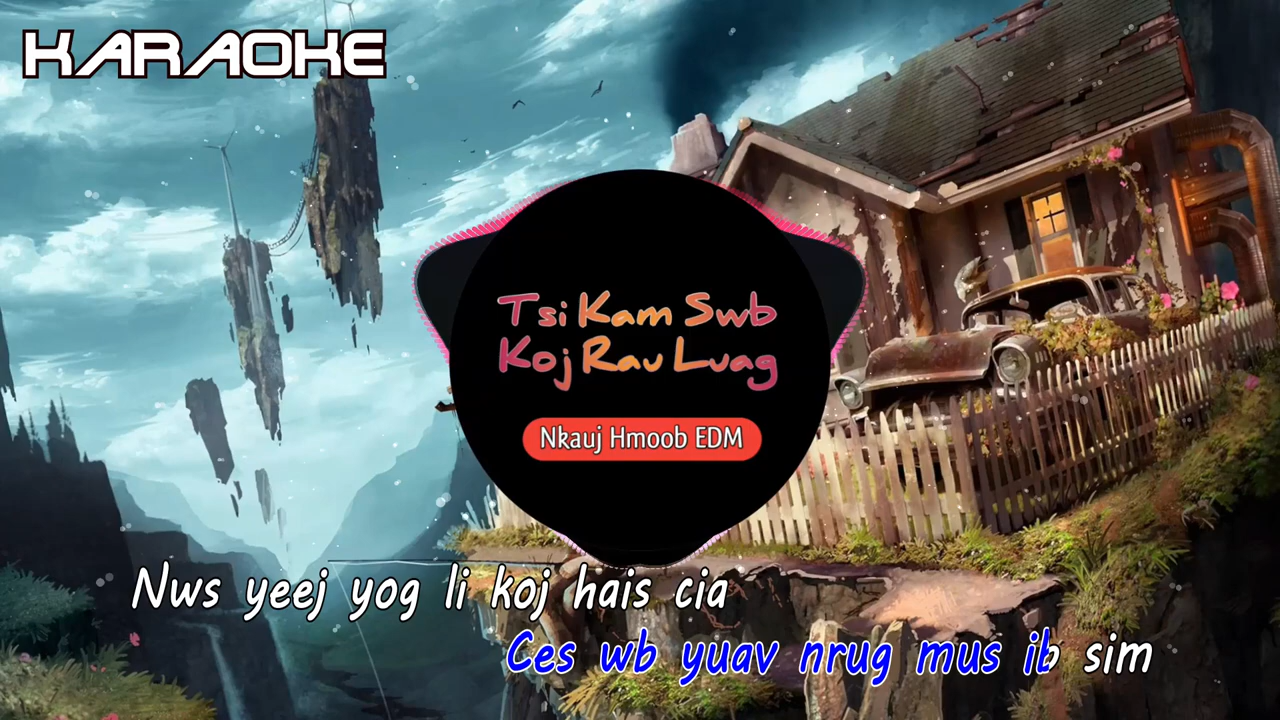 KARAOKE
Tsi Kam Swb
Koj Rau Luag
Nkauj Hmoob EDM
Nws yeej yog li koj hais cia
Ces wb yuav nrug mus ib sim